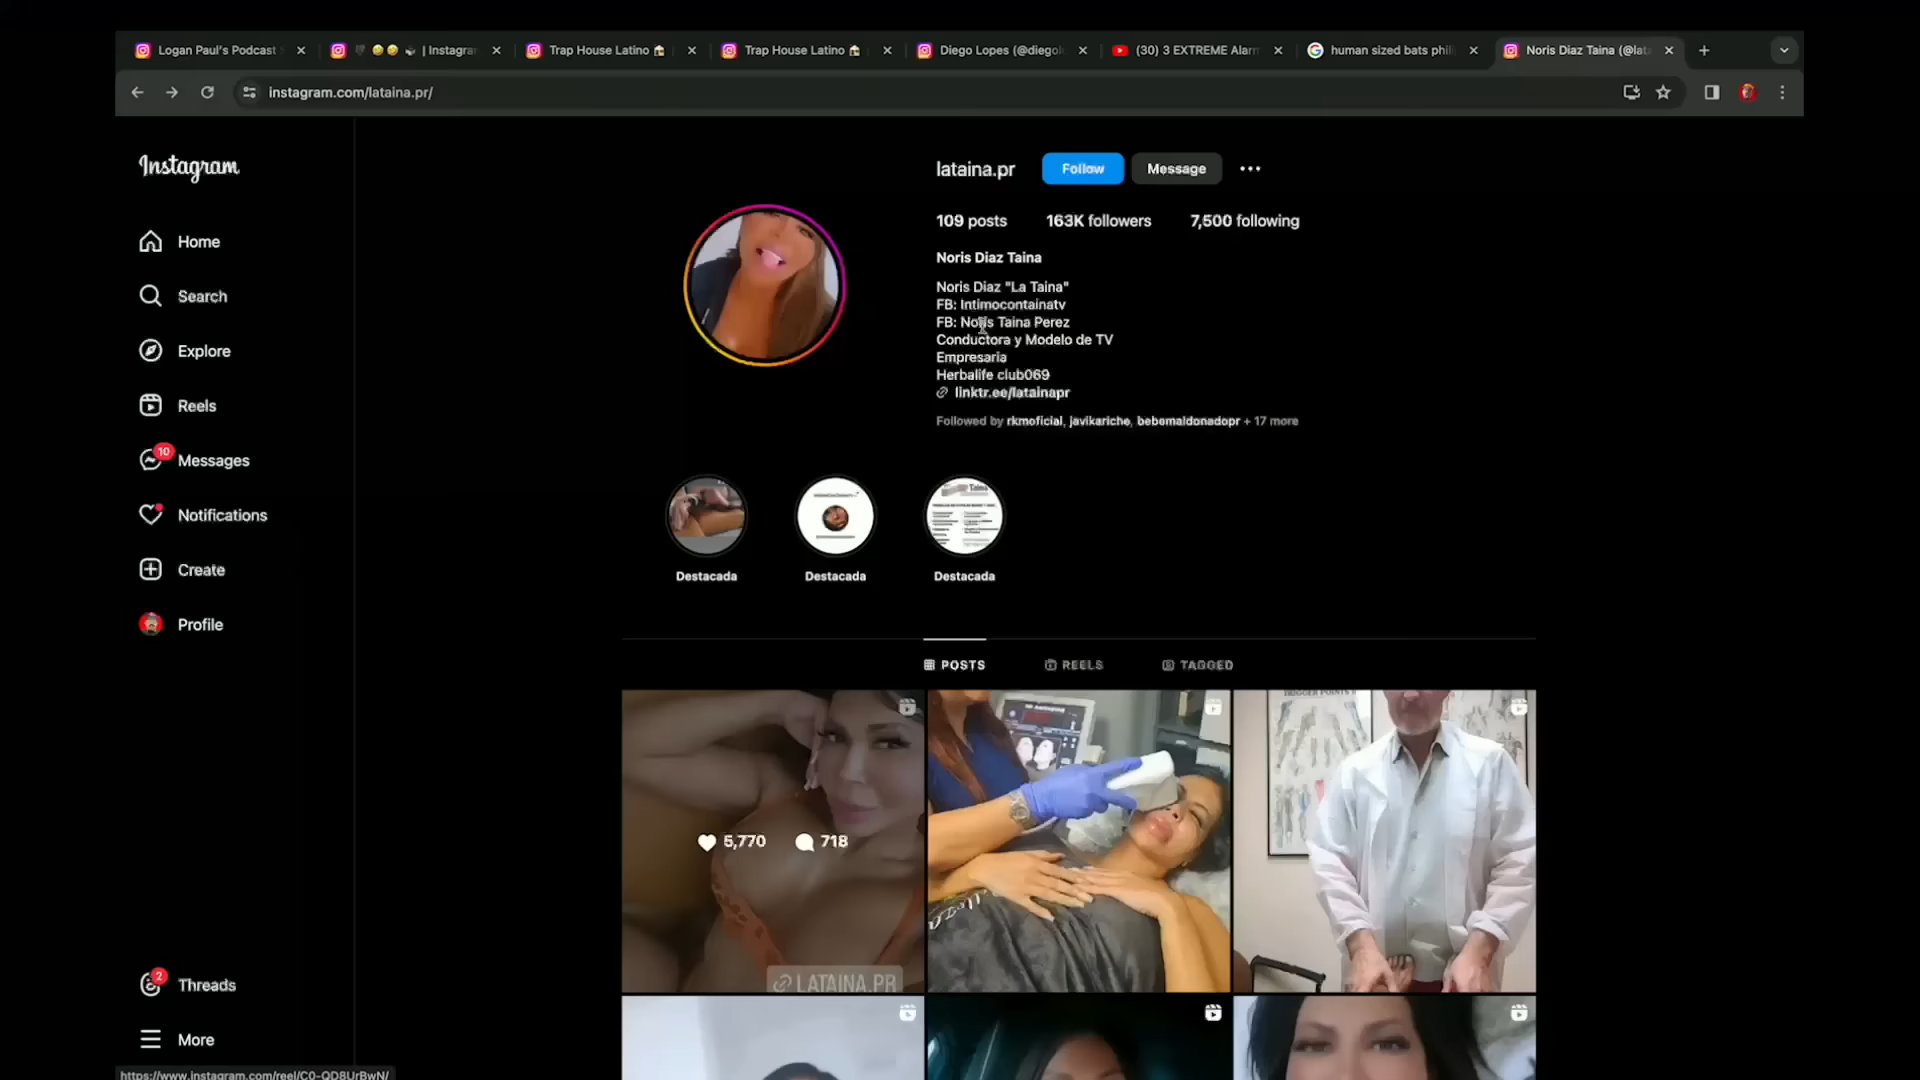 Logan Paul's Podcast
| Instagram
Trap House Latino
Trap House Latino
Diego Lopes (@diegol
(30) 3 EXTREME Alarm
human sized bats phil
Noris Diaz Taina (@lat
instagram.com/lataina.pr/
Instagram
lataina.pr
Follow
Message
109 posts
163K followers
7,500 following
Noris Diaz Taina
Noris Diaz "La Taina"
FB: Intimocontainatv
FB: Noris Taina Perez
Conductora y Modelo de TV
Empresaria
Herbalife club069
linktr.ee/latainapr
Followed by rkmoficial, javikariche, bebemaldonadopr + 17 more
Home
Search
Explore
Reels
10
Messages
Notifications
Create
Profile
Destacada
Destacada
Destacada
POSTS
REELS
TAGGED
5,770
718
LATAINA.PR
2
Threads
More
https://www.instagram.com/reel/C0-QD8UrBwN/